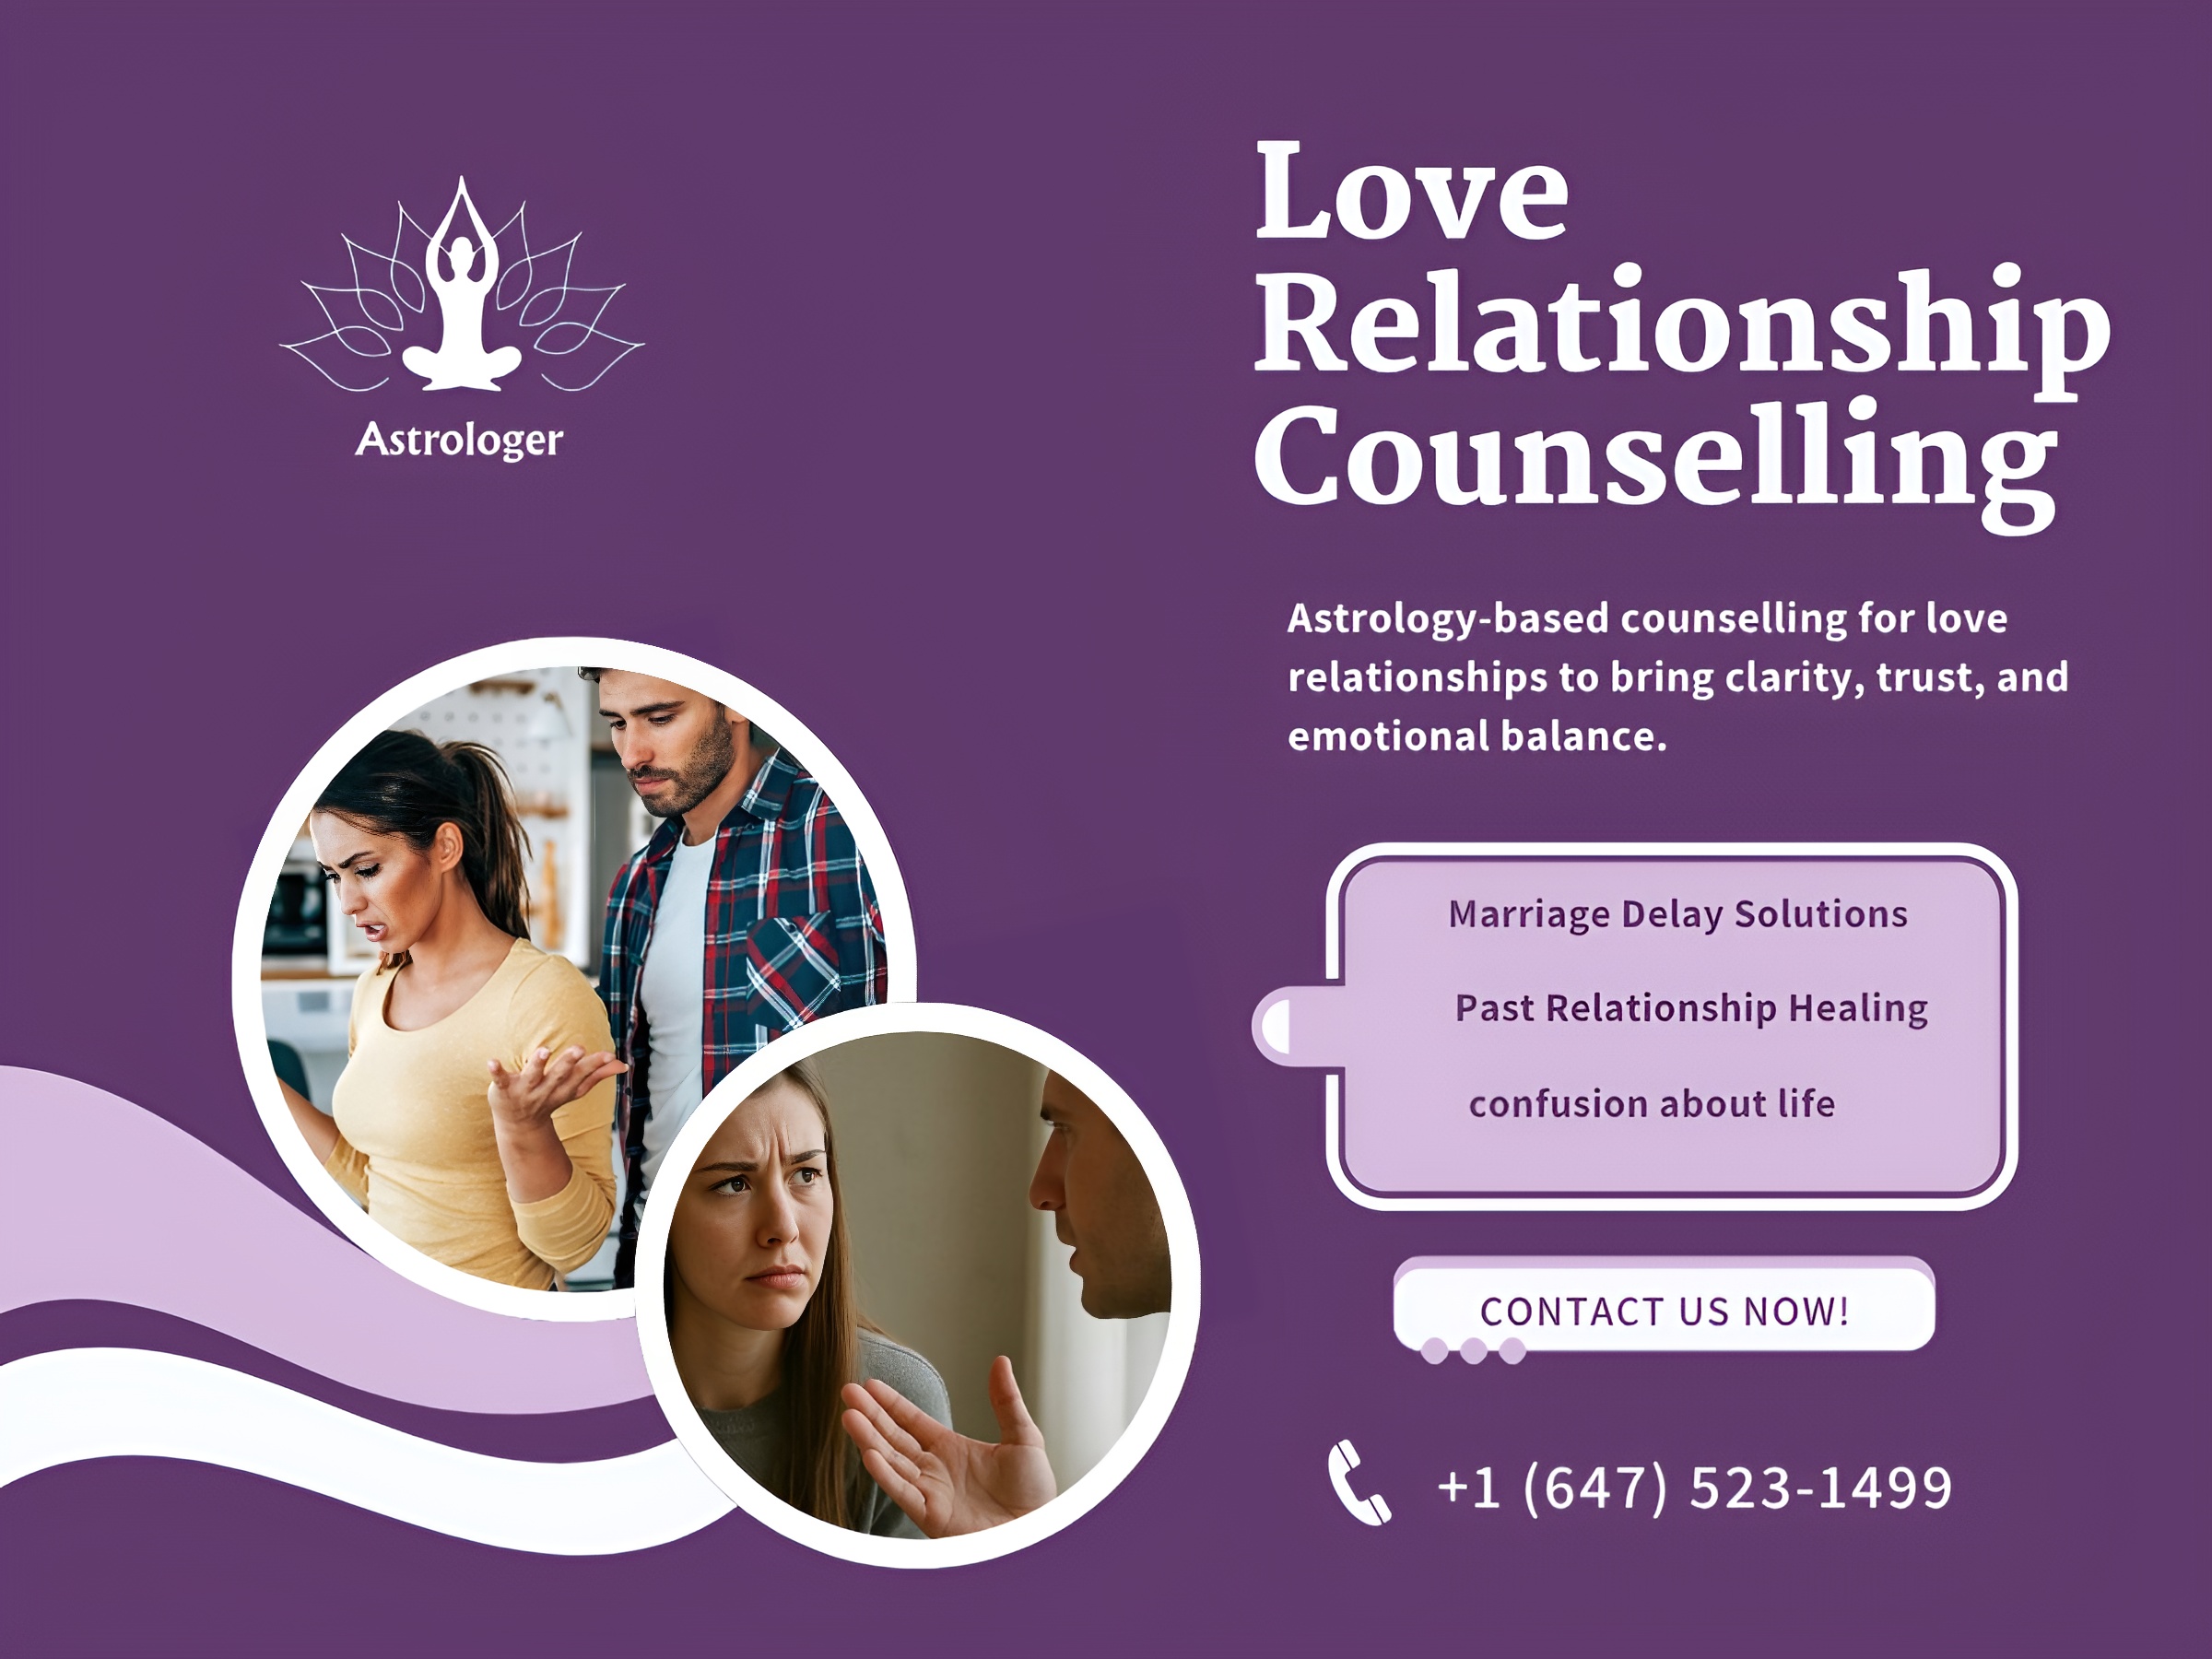 Astrologer
Love
Relationship
Counselling
Astrology-based counselling for love
relationships to bring clarity, trust, and
emotional balance.
Marriage Delay Solutions
Past Relationship Healing
confusion about life
CONTACT US NOW!
+1 (647) 523-1499